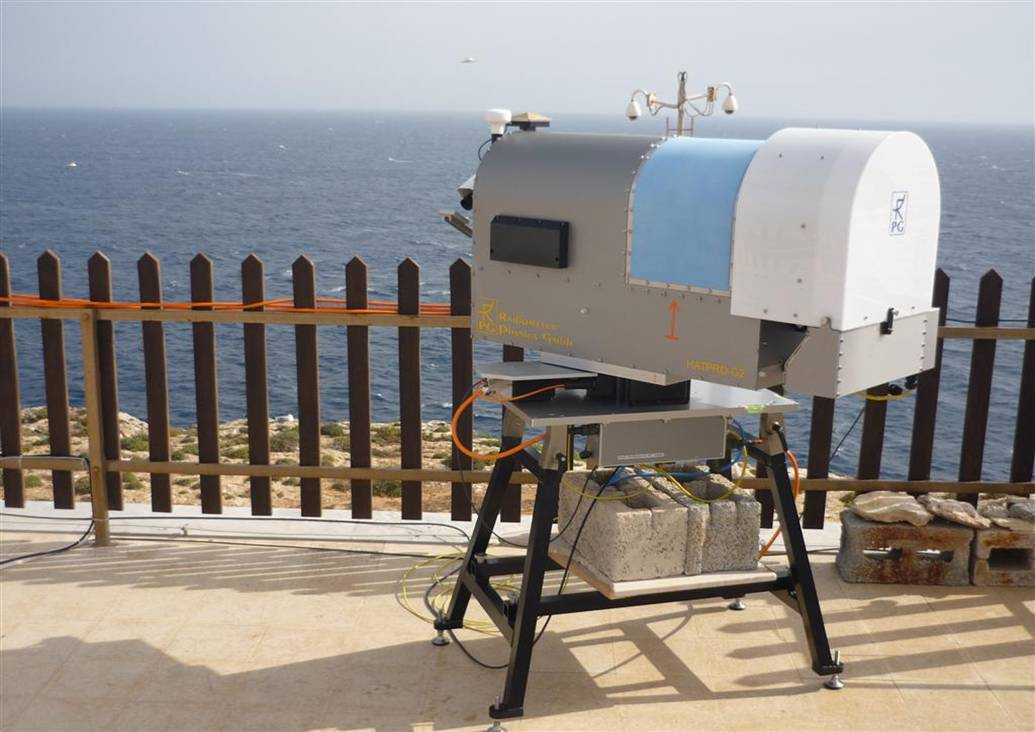 RPG
RADIOMETER
RPG Physics GmbH
HATPRO-G2